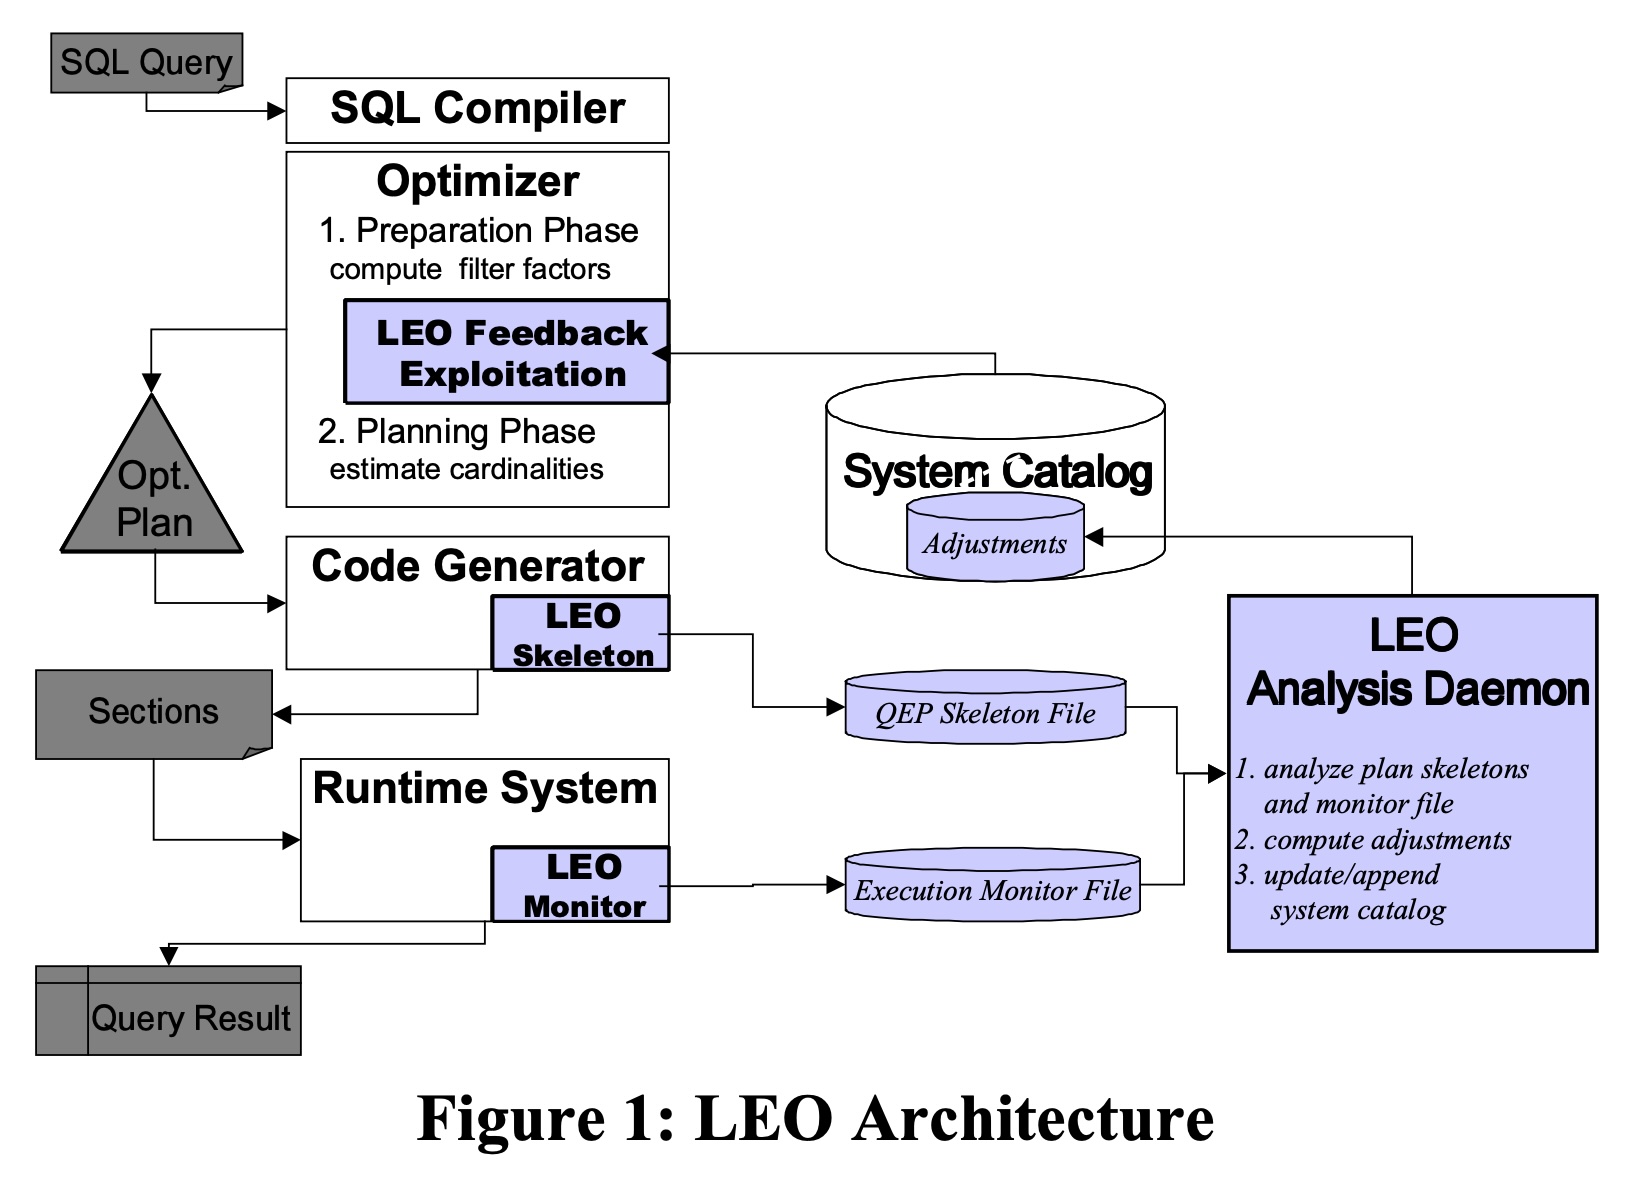 SQL Query
SQL Compiler
Optimizer
1. Preparation Phase
compute filter factors
LEO Feedback
Exploitation
2. Planning Phase
estimate cardinalities
Opt.
Plan
System Catalog
Adjustments
Code Generator
LEO
Skeleton
Sections
QEP Skeleton File
LEO
Analysis Daemon
1. analyze plan skeletons
and monitor file
2. compute adjustments
3. update/append
system catalog
Runtime System
LEO
Monitor
Execution Monitor File
Query Result
Figure 1: LEO Architecture